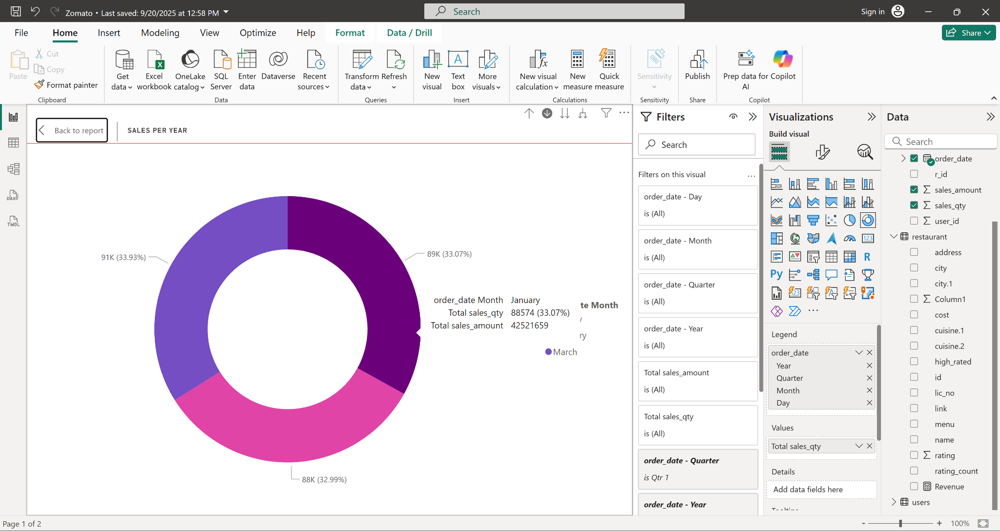 Zomato • Last saved: 9/20/2025 at 12:58 PM
Search
Sign in
File
Home
Insert
Modeling
View
Optimize
Help
Format
Data / Drill
Share
Paste
Cut
Copy
Format painter
Clipboard
Get data
Excel workbook
OneLake catalog
SQL Server
Enter data
Dataverse
Recent sources
Data
Transform data
Refresh
Queries
New visual
Text box
More visuals
Insert
New visual calculation
New measure
Quick measure
Calculations
Sensitivity
Sensitivity
Publish
Share
Prep data for AI
Copilot
Copilot
DAX
TMDL
Back to report
SALES PER YEAR
91K (33.93%)
89K (33.07%)
88K (32.99%)
order_date Month January
Total sales_qty 88574 (33.07%)
Total sales_amount 42521659
te Month
ry
March
Filters
Search
Filters on this visual
order_date - Day
is (All)
order_date - Month
is (All)
order_date - Quarter
is (All)
order_date - Year
is (All)
Total sales_amount
is (All)
Total sales_qty
is (All)
order_date - Quarter
is Qtr 1
order_date - Year
Visualizations
Build visual
123
R
Py
123
Legend
order_date
Year
Quarter
Month
Day
Values
Total sales_qty
Details
Add data fields here
Data
Search
order_date
r_id
sales_amount
sales_qty
user_id
restaurant
address
city
city.1
Column1
cost
cuisine.1
cuisine.2
high_rated
id
lic_no
link
menu
name
rating
rating_count
Revenue
users
Page 1 of 2
- + 100%